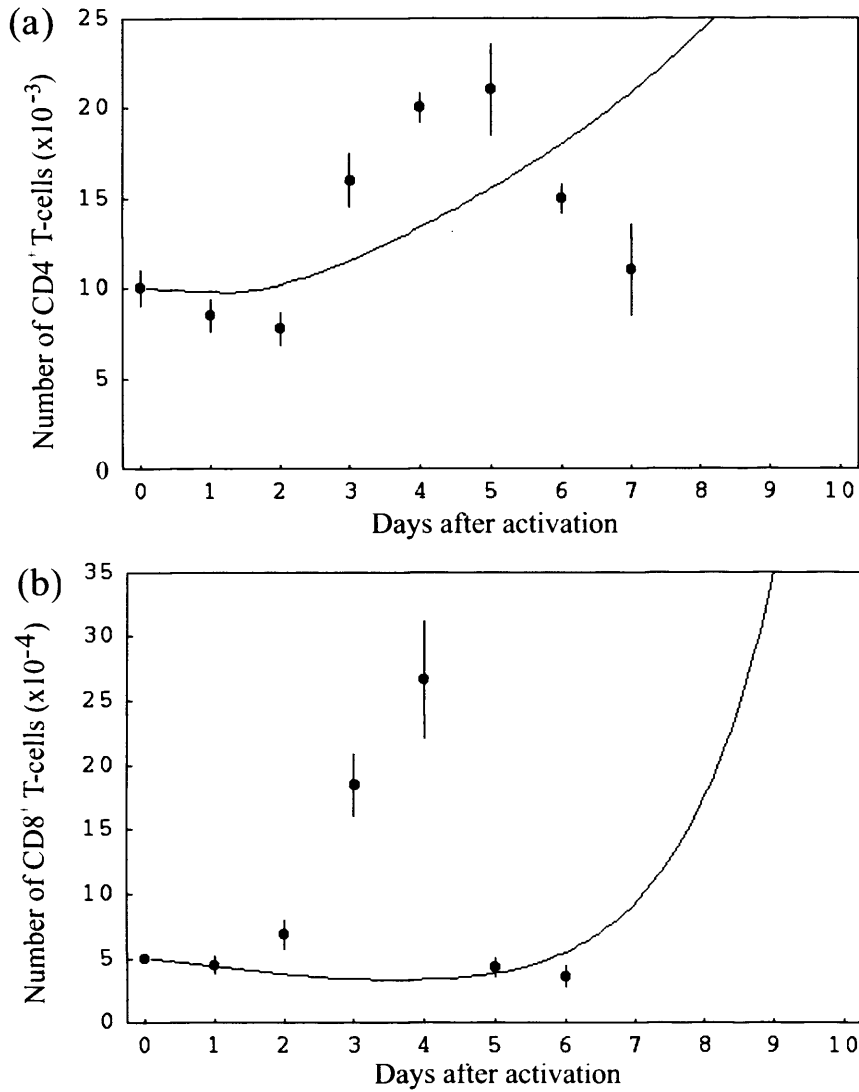 (a)
Number of CD4⁺ T-cells (x10⁻³)
25
20
15
10
5
0
0 1 2 3 4 5 6 7 8 9 10
Days after activation
(b)
Number of CD8⁺ T-cells (x10⁻⁴)
35
30
25
20
15
10
5
0
0 1 2 3 4 5 6 7 8 9 10
Days after activation